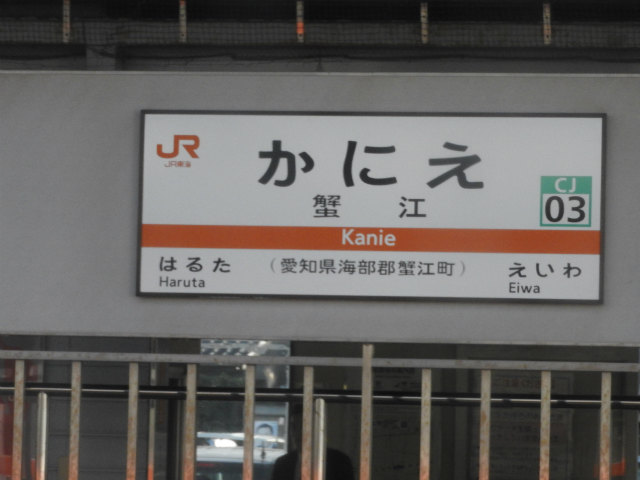 JR
JR東海
かにえ
蟹江
CJ
03
Kanie
はるた
Haruta
(愛知県海部郡蟹江町)
えいわ
Eiwa